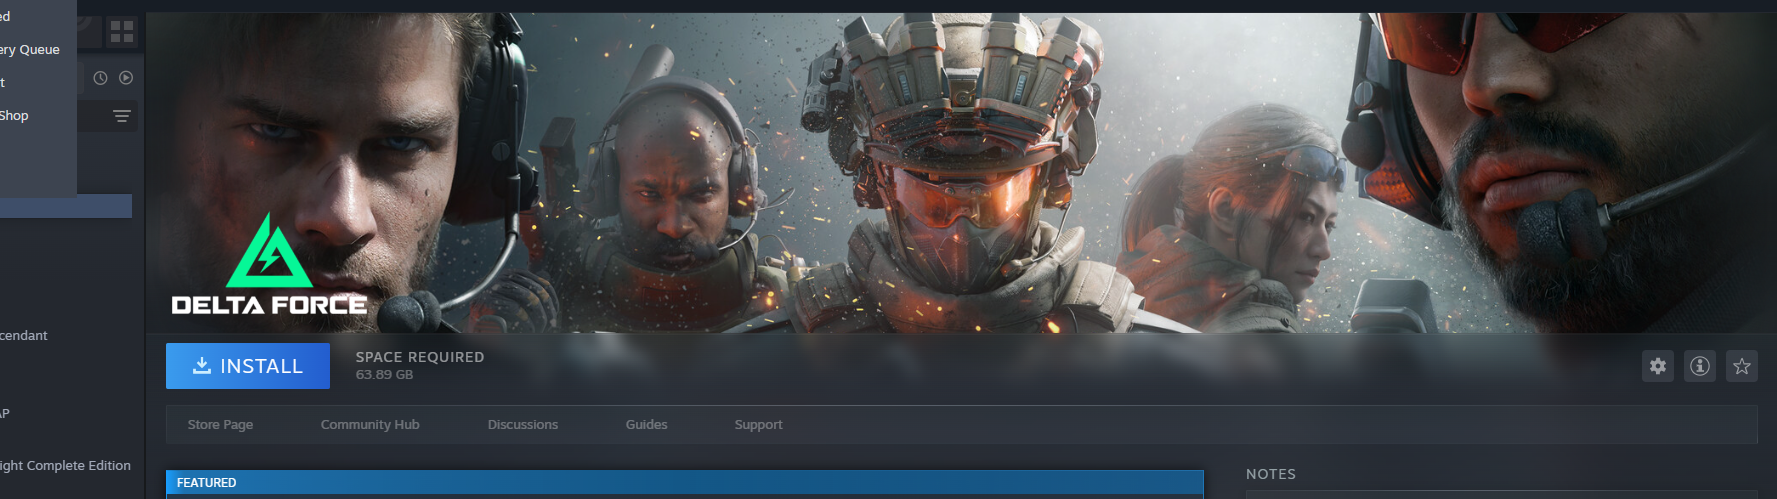 ed
ery Queue
t
Shop
cendant
AP
ight Complete Edition
DELTA FORCE
INSTALL
SPACE REQUIRED
63.89 GB
Store Page
Community Hub
Discussions
Guides
Support
FEATURED
NOTES